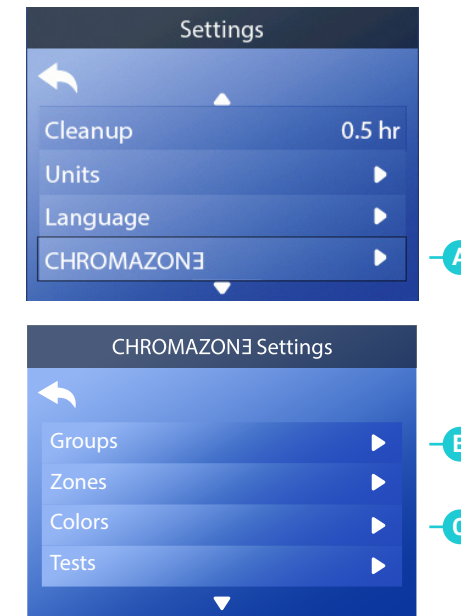 Settings
Cleanup 0.5 hr
Units
Language
CHROMAZONƎ
A
CHROMAZONƎ Settings
Groups
B
Zones
Colors
C
Tests